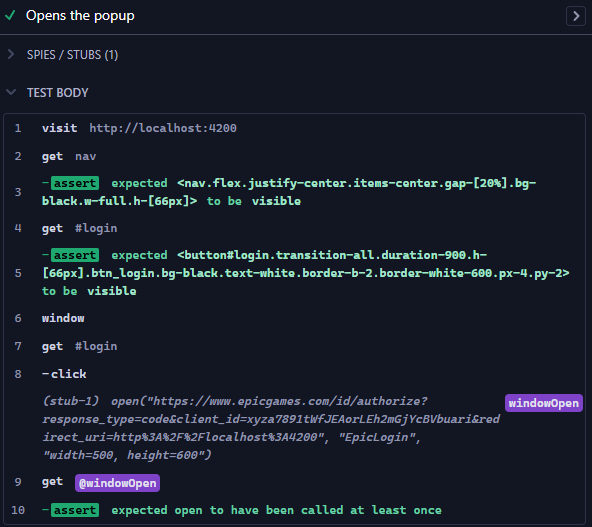 Opens the popup
SPIES / STUBS (1)
TEST BODY
1 visit http://localhost:4200
2 get nav
3 -assert expected <nav.flex.justify-center.items-center.gap-[20%].bg-
black.w-full.h-[66px]> to be visible
4 get #login
5 -assert expected <button#login.transition-all.duration-900.h-
[66px].btn_login.bg-black.text-white.border-b-2.border-white-600.px-4.py-2>
to be visible
6 window
7 get #login
8 -click
(stub-1) open("https://www.epicgames.com/id/authorize? windowOpen
response_type=code&client_id=xyza7891tWfJEAorLEh2mGjYcBVbuari&red
irect_uri=http%3A%2F%2Flocalhost%3A4200", "EpicLogin",
"width=500, height=600")
9 get @windowOpen
10 -assert expected open to have been called at least once